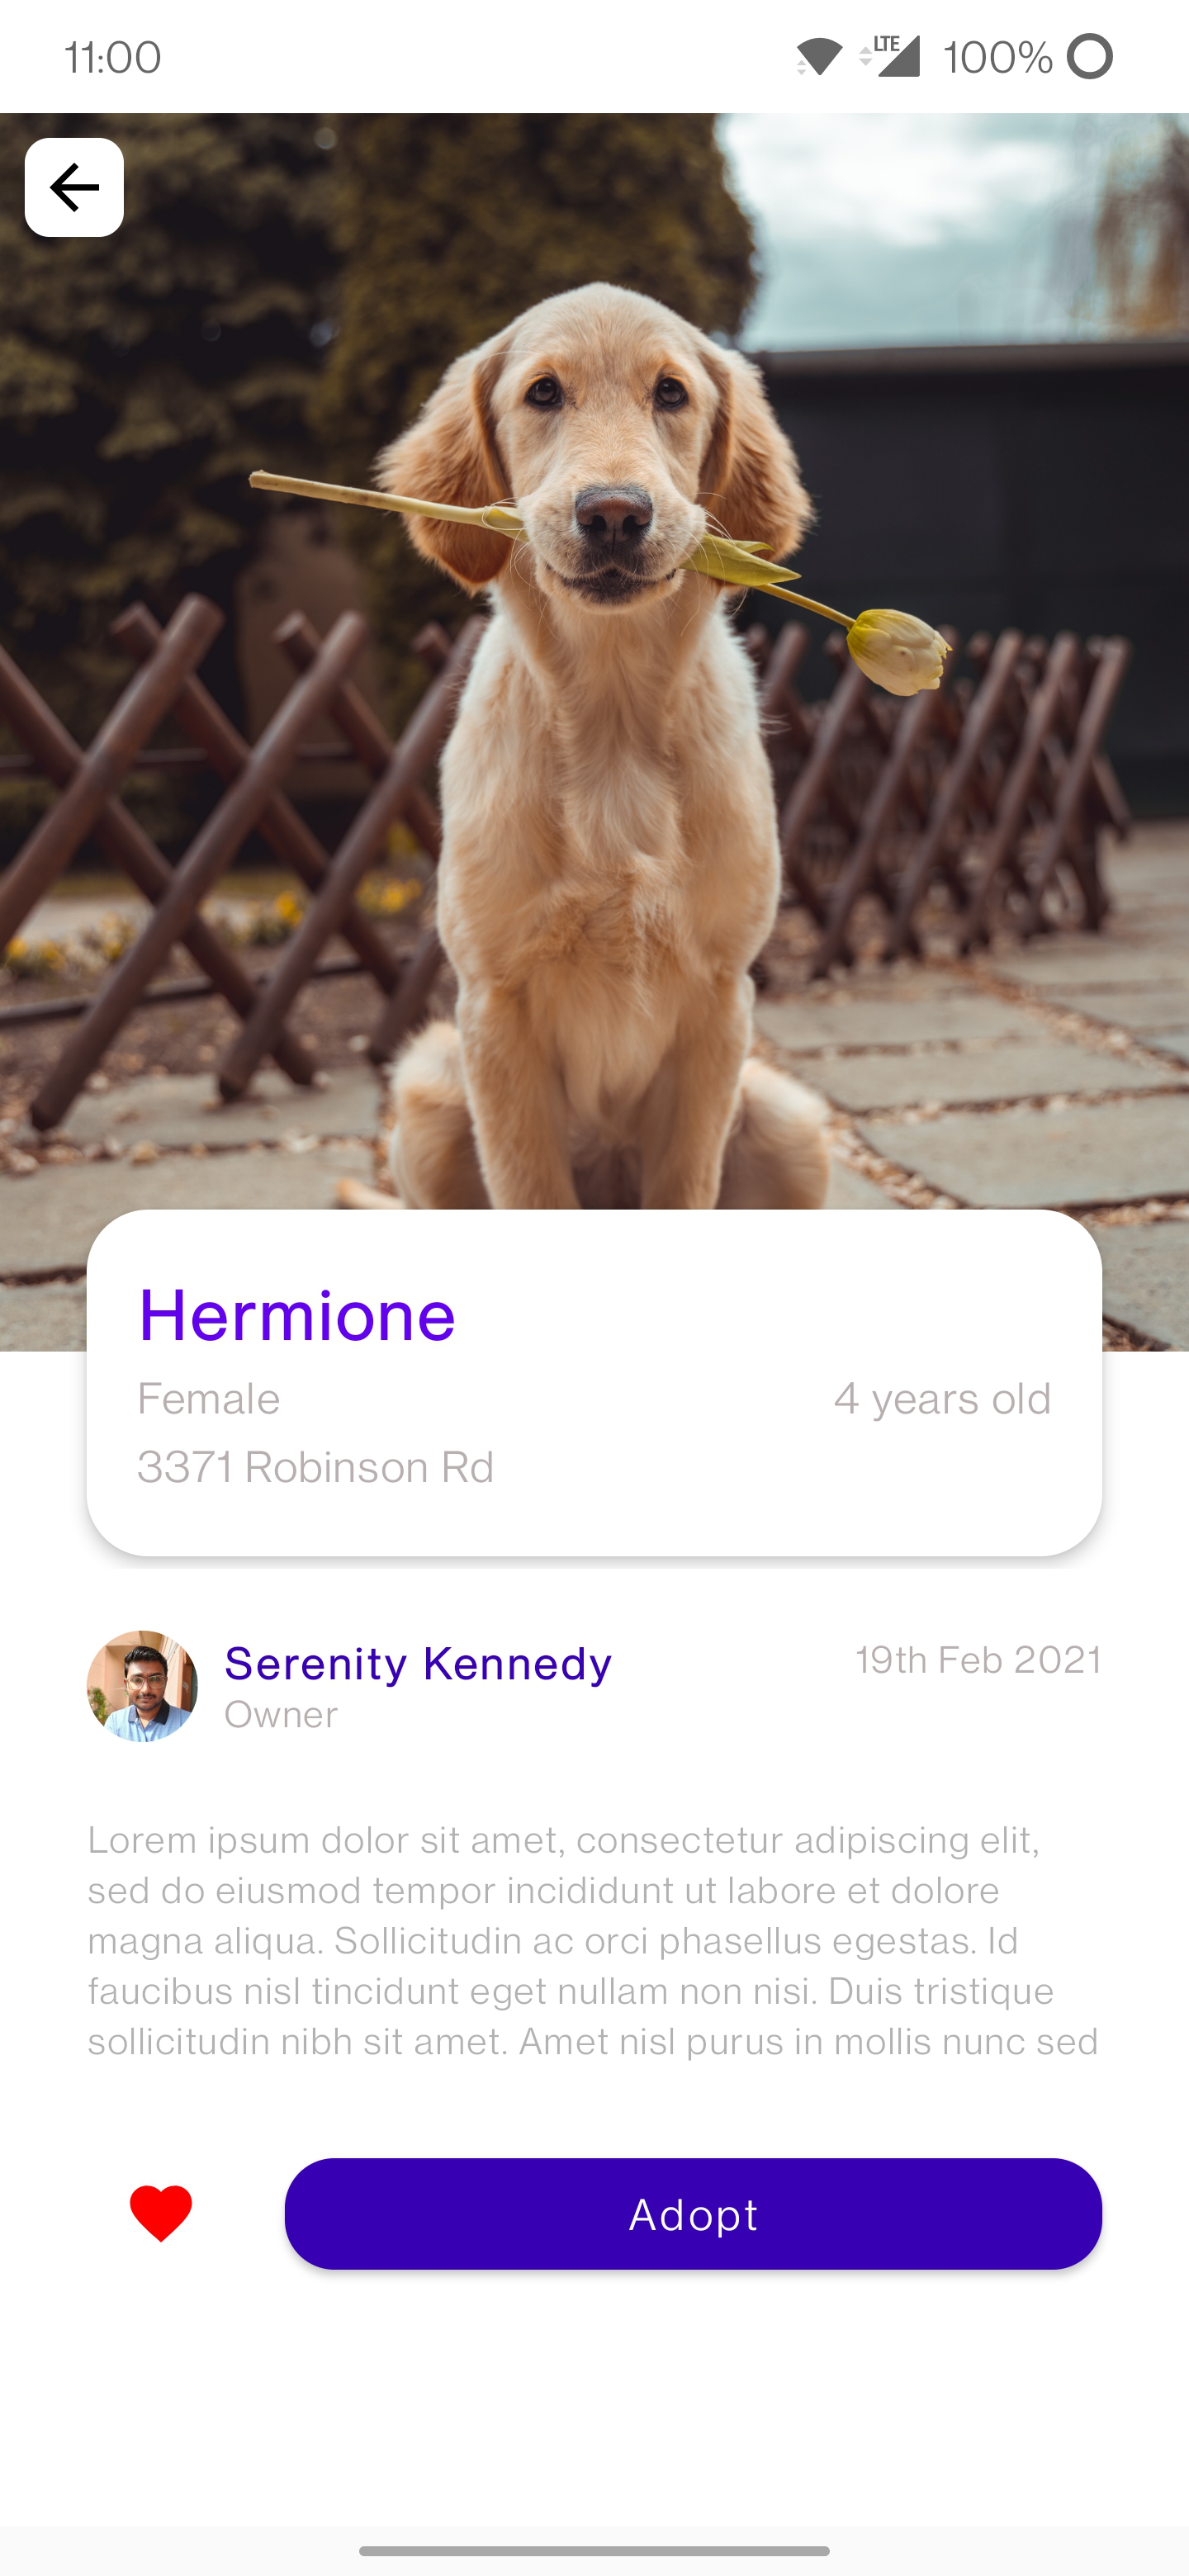 11:00
LTE 100%
Hermione
Female 4 years old
3371 Robinson Rd
Serenity Kennedy 19th Feb 2021
Owner
Lorem ipsum dolor sit amet, consectetur adipiscing elit,
sed do eiusmod tempor incididunt ut labore et dolore
magna aliqua. Sollicitudin ac orci phasellus egestas. Id
faucibus nisl tincidunt eget nullam non nisi. Duis tristique
sollicitudin nibh sit amet. Amet nisl purus in mollis nunc sed
Adopt